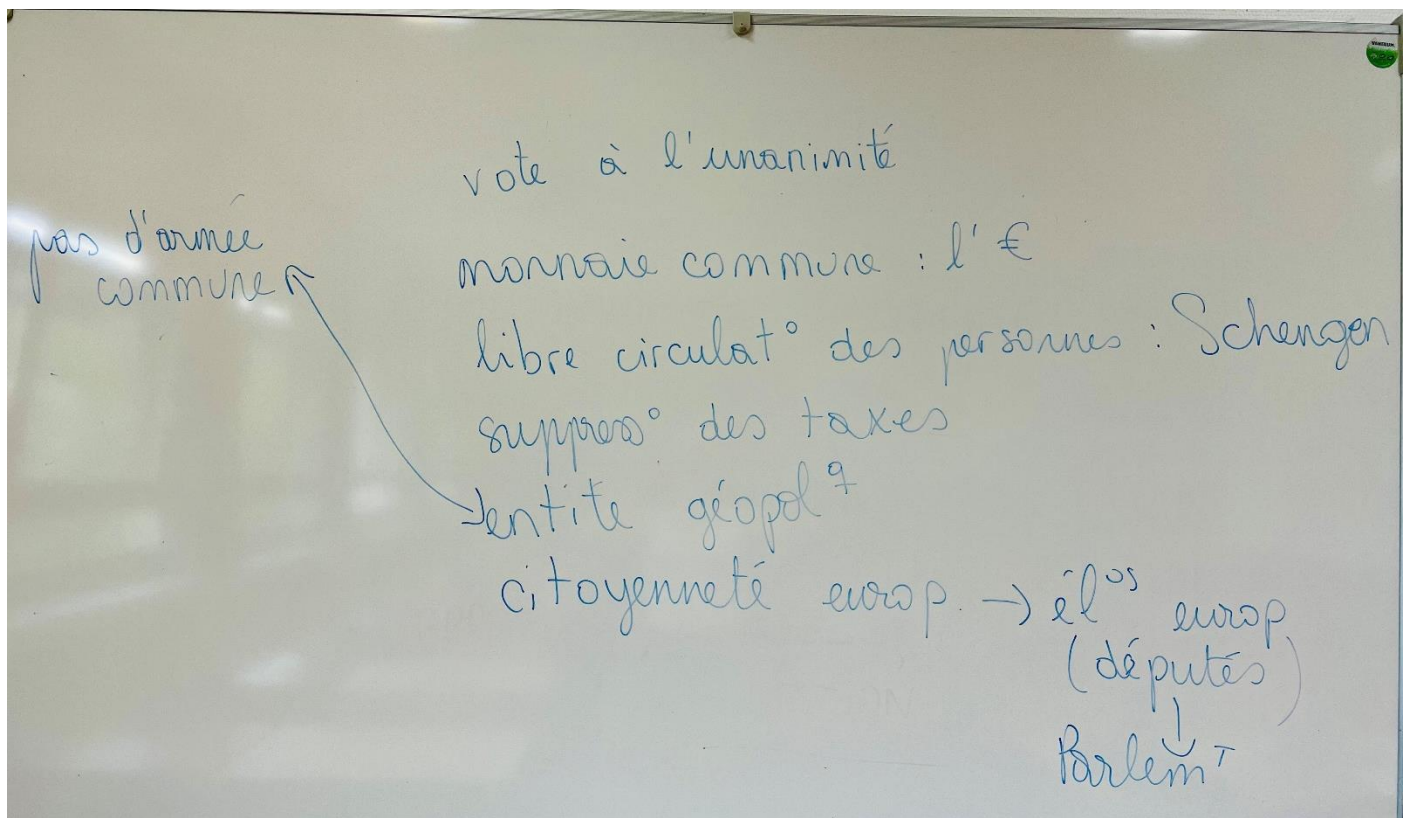 vote à l'unanimité
pas d'armée
commune
monnaie commune : l'€
libre circulat° des personnes : Schengen
suppress° des taxes
entité géopol^q
citoyenneté europ. → él^os europ
(députés)
↓
Parlem^T